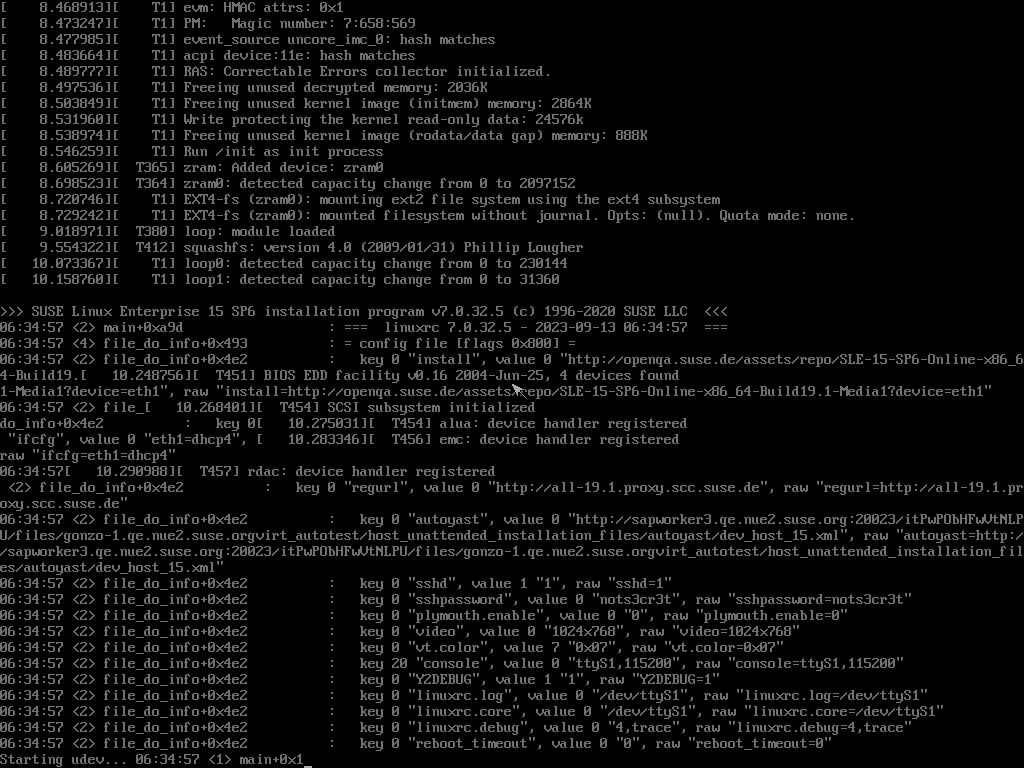 [    8.468913][    T1] evm: HMAC attrs: 0x1
[    8.473247][    T1] PM:   Magic number: 7:658:569
[    8.477985][    T1] event_source uncore_imc_0: hash matches
[    8.483664][    T1] acpi device:11e: hash matches
[    8.489777][    T1] RAS: Correctable Errors collector initialized.
[    8.497536][    T1] Freeing unused decrypted memory: 2036K
[    8.503849][    T1] Freeing unused kernel image (initmem) memory: 2864K
[    8.531960][    T1] Write protecting the kernel read-only data: 24576k
[    8.538974][    T1] Freeing unused kernel image (rodata/data gap) memory: 888K
[    8.546259][    T1] Run /init as init process
[    8.605269][  T365] zram: Added device: zram0
[    8.698523][  T364] zram0: detected capacity change from 0 to 2097152
[    8.720746][    T1] EXT4-fs (zram0): mounting ext2 file system using the ext4 subsystem
[    8.729242][    T1] EXT4-fs (zram0): mounted filesystem without journal. Opts: (null). Quota mode: none.
[    9.018971][  T380] loop: module loaded
[    9.554322][  T412] squashfs: version 4.0 (2009/01/31) Phillip Lougher
[   10.073367][    T1] loop0: detected capacity change from 0 to 230144
[   10.158760][    T1] loop1: detected capacity change from 0 to 31360
>>> SUSE Linux Enterprise 15 SP6 installation program v7.0.32.5 (c) 1996-2020 SUSE LLC  <<<
06:34:57 <2> main+0xa9d                  : ===  linuxrc 7.0.32.5 - 2023-09-13 06:34:57  ===
06:34:57 <4> file_do_info+0x493          : = config file [flags 0x800] =
06:34:57 <2> file_do_info+0x4e2          :   key 0 "install", value 0 "http://openqa.suse.de/assets/repo/SLE-15-SP6-Online-x86_6
4-Build19.[   10.248756][  T451] BIOS EDD facility v0.16 2004-Jun-25, 4 devices found
1-Media1?device=eth1", raw "install=http://openqa.suse.de/assets/repo/SLE-15-SP6-Online-x86_64-Build19.1-Media1?device=eth1"
06:34:57 <2> file_[   10.268401][  T454] SCSI subsystem initialized
do_info+0x4e2          :   key 0[   10.275031][  T454] alua: device handler registered
 "ifcfg", value 0 "eth1=dhcp4", [   10.283346][  T456] emc: device handler registered
raw "ifcfg=eth1=dhcp4"
06:34:57[   10.290988][  T457] rdac: device handler registered
 <2> file_do_info+0x4e2          :   key 0 "regurl", value 0 "http://all-19.1.proxy.scc.suse.de", raw "regurl=http://all-19.1.pr
oxy.scc.suse.de"
06:34:57 <2> file_do_info+0x4e2          :   key 0 "autoyast", value 0 "http://sapworker3.qe.nue2.suse.org:20023/itPwPObHFwVtNLP
U/files/gonzo-1.qe.nue2.suse.orgvirt_autotest/host_unattended_installation_files/autoyast/dev_host_15.xml", raw "autoyast=http:/
/sapworker3.qe.nue2.suse.org:20023/itPwPObHFwVtNLPU/files/gonzo-1.qe.nue2.suse.orgvirt_autotest/host_unattended_installation_fil
es/autoyast/dev_host_15.xml"
06:34:57 <2> file_do_info+0x4e2          :   key 0 "sshd", value 1 "1", raw "sshd=1"
06:34:57 <2> file_do_info+0x4e2          :   key 0 "sshpassword", value 0 "nots3cr3t", raw "sshpassword=nots3cr3t"
06:34:57 <2> file_do_info+0x4e2          :   key 0 "plymouth.enable", value 0 "0", raw "plymouth.enable=0"
06:34:57 <2> file_do_info+0x4e2          :   key 0 "video", value 0 "1024x768", raw "video=1024x768"
06:34:57 <2> file_do_info+0x4e2          :   key 0 "vt.color", value 7 "0x07", raw "vt.color=0x07"
06:34:57 <2> file_do_info+0x4e2          :   key 20 "console", value 0 "ttyS1,115200", raw "console=ttyS1,115200"
06:34:57 <2> file_do_info+0x4e2          :   key 0 "Y2DEBUG", value 1 "1", raw "Y2DEBUG=1"
06:34:57 <2> file_do_info+0x4e2          :   key 0 "linuxrc.log", value 0 "/dev/ttyS1", raw "linuxrc.log=/dev/ttyS1"
06:34:57 <2> file_do_info+0x4e2          :   key 0 "linuxrc.core", value 0 "/dev/ttyS1", raw "linuxrc.core=/dev/ttyS1"
06:34:57 <2> file_do_info+0x4e2          :   key 0 "linuxrc.debug", value 0 "4,trace", raw "linuxrc.debug=4,trace"
06:34:57 <2> file_do_info+0x4e2          :   key 0 "reboot_timeout", value 0 "0", raw "reboot_timeout=0"
Starting udev... 06:34:57 <1> main+0x1_